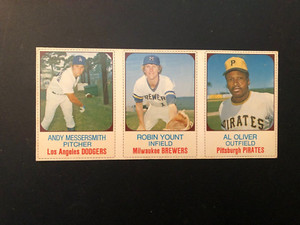 BREWERS
PIRATES
ANDY MESSERSMITH
PITCHER
Los Angeles DODGERS
ROBIN YOUNT
INFIELD
Milwaukee BREWERS
AL OLIVER
OUTFIELD
Pittsburgh PIRATES